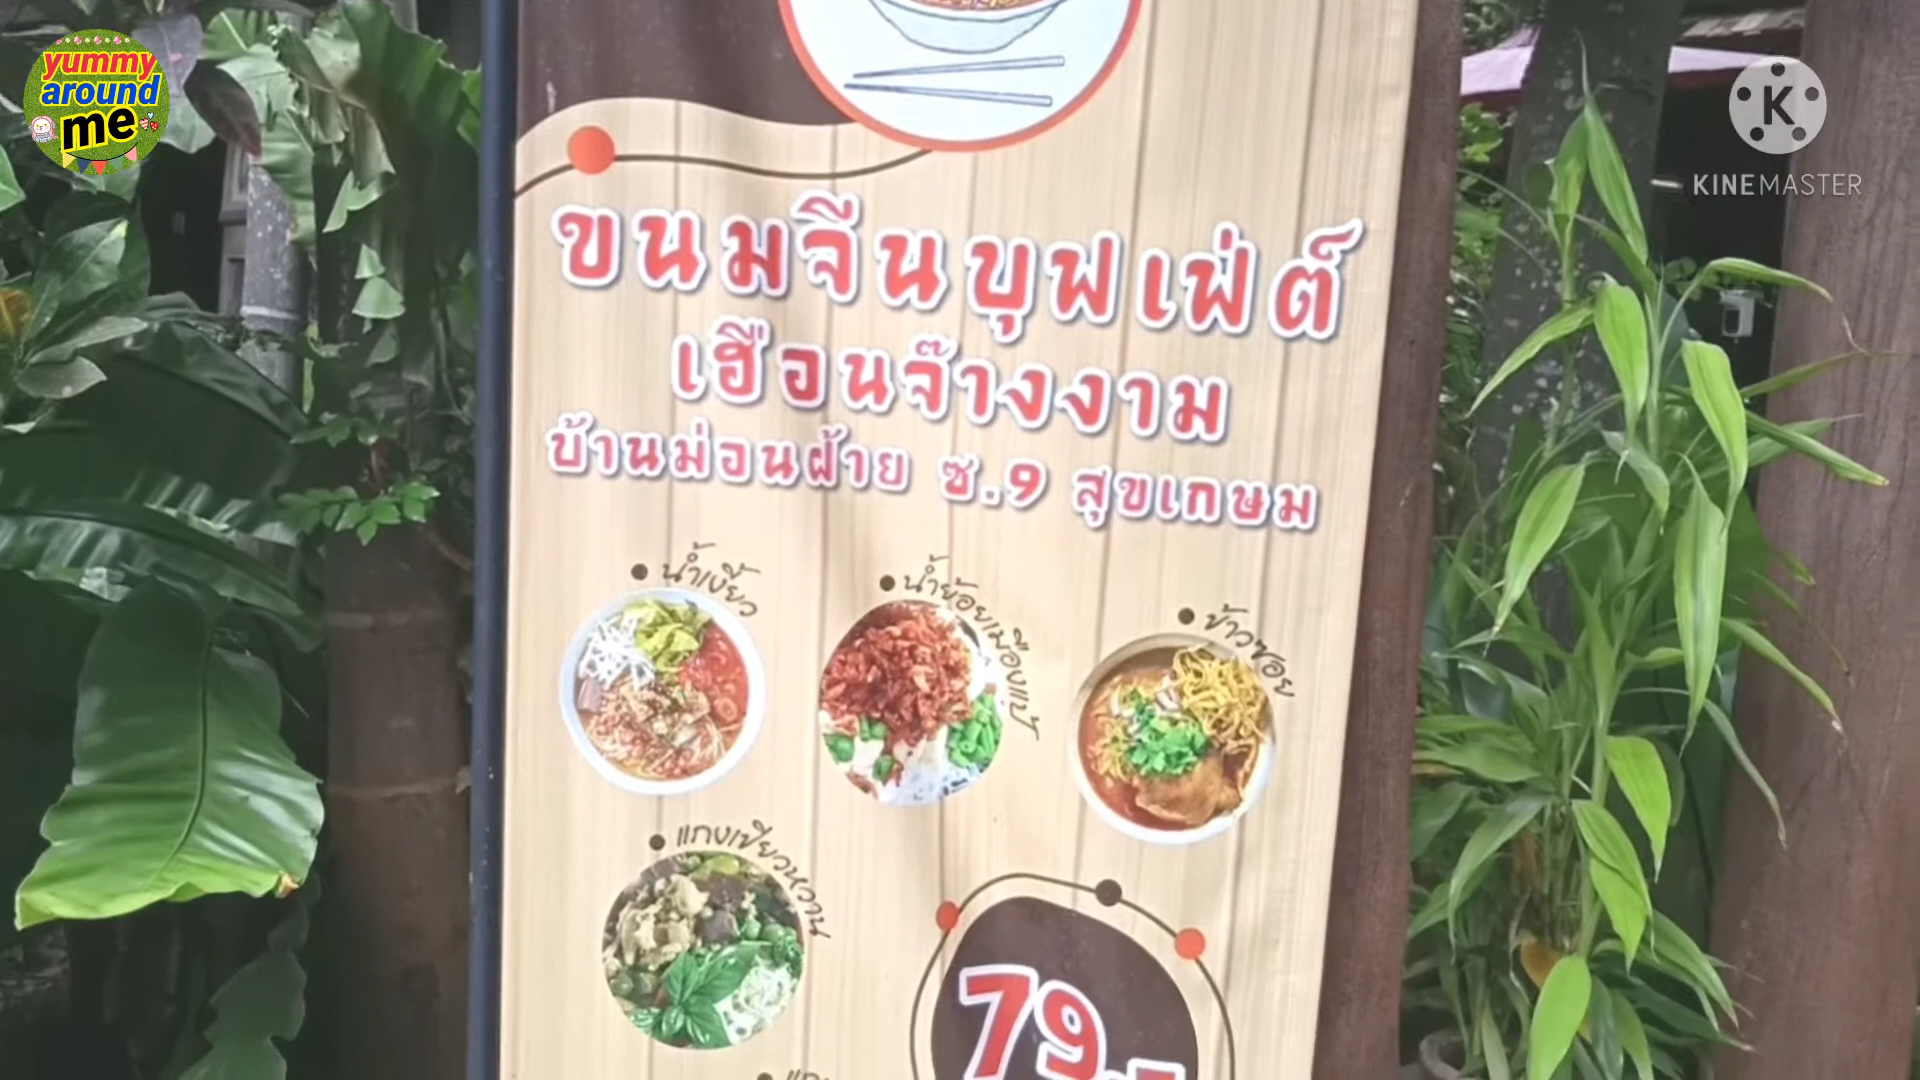 yummy
around
me
K
KINEMASTER
ขนมจีนบุฟเฟ่ต์
เฮือนจ๊างงาม
บ้านม่อนฝ้าย ซ.9 สุขเกษม
น้ำเงี้ยว
น้ำย้อยเมืองแป้
ข้าวซอย
แกงเขียวหวาน
79.-